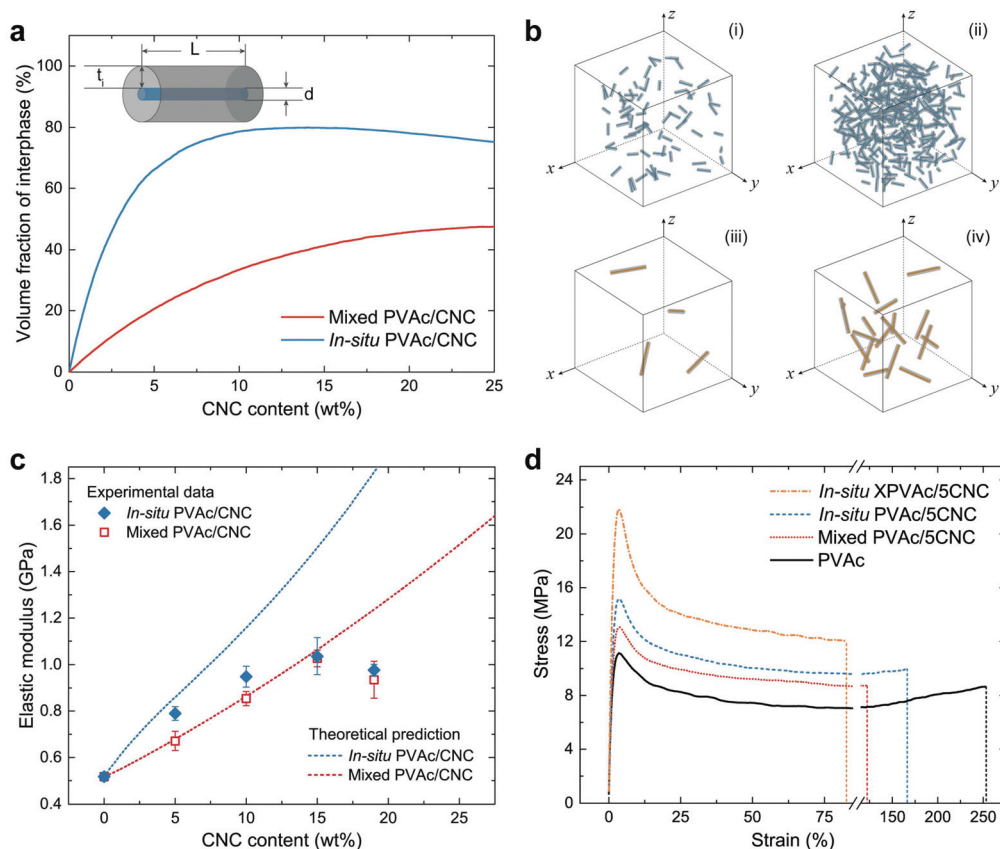 a
L
t_i
d
Volume fraction of interphase (%)
100
80
60
40
20
0
Mixed PVAc/CNC
In-situ PVAc/CNC
0 5 10 15 20 25
CNC content (wt%)
b
z (i)
x y
z (ii)
x y
z (iii)
x y
z (iv)
x y
c
Elastic modulus (GPa)
1.8
1.6
1.4
1.2
1.0
0.8
0.6
0.4
Experimental data
In-situ PVAc/CNC
Mixed PVAc/CNC
Theoretical prediction
In-situ PVAc/CNC
Mixed PVAc/CNC
0 5 10 15 20 25
CNC content (wt%)
d
Stress (MPa)
24
20
16
12
8
4
0
In-situ XPVAc/5CNC
In-situ PVAc/5CNC
Mixed PVAc/5CNC
PVAc
0 25 50 75 150 200 250
Strain (%)